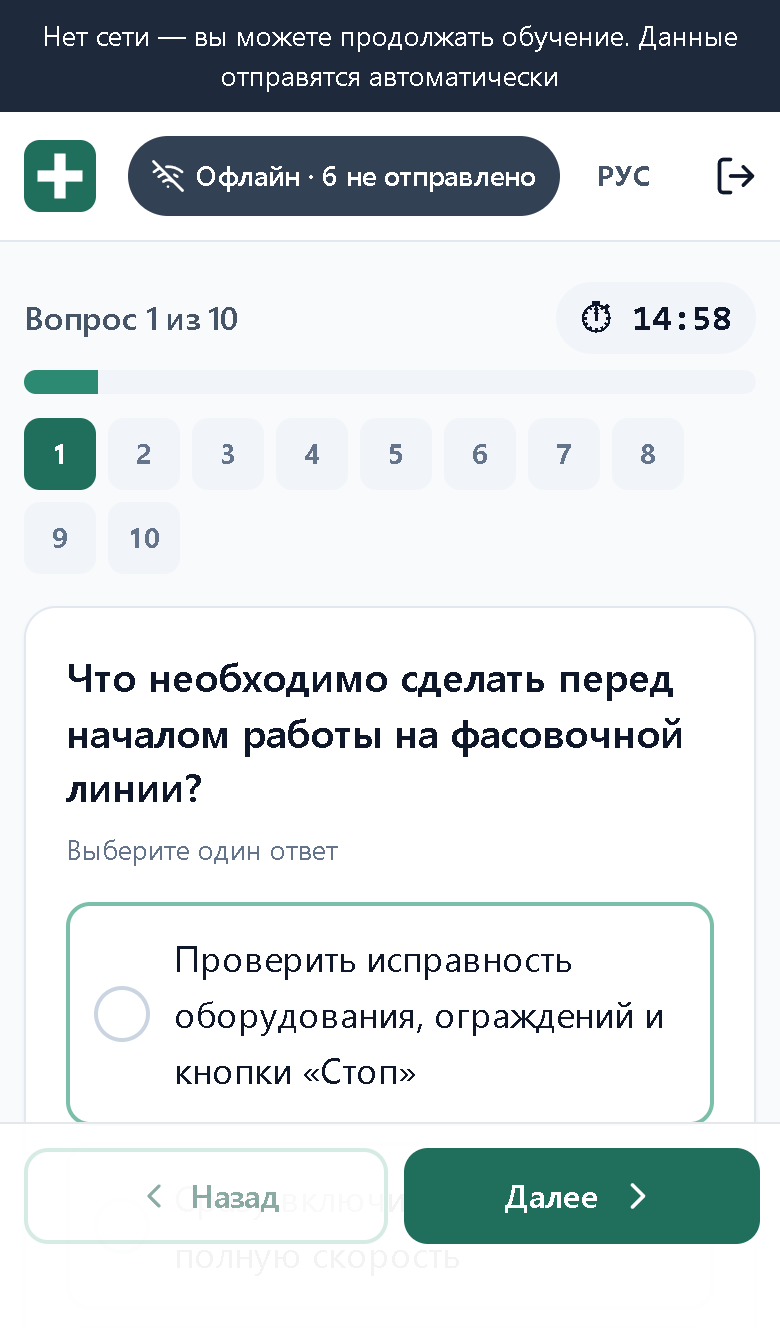 Нет сети — вы можете продолжать обучение. Данные
отправятся автоматически
Офлайн · 6 не отправлено
РУС
Вопрос 1 из 10
14:58
1
2
3
4
5
6
7
8
9
10
Что необходимо сделать перед
началом работы на фасовочной
линии?
Выберите один ответ
Проверить исправность
оборудования, ограждений и
кнопки «Стоп»
Назад
Далее
полную скорость